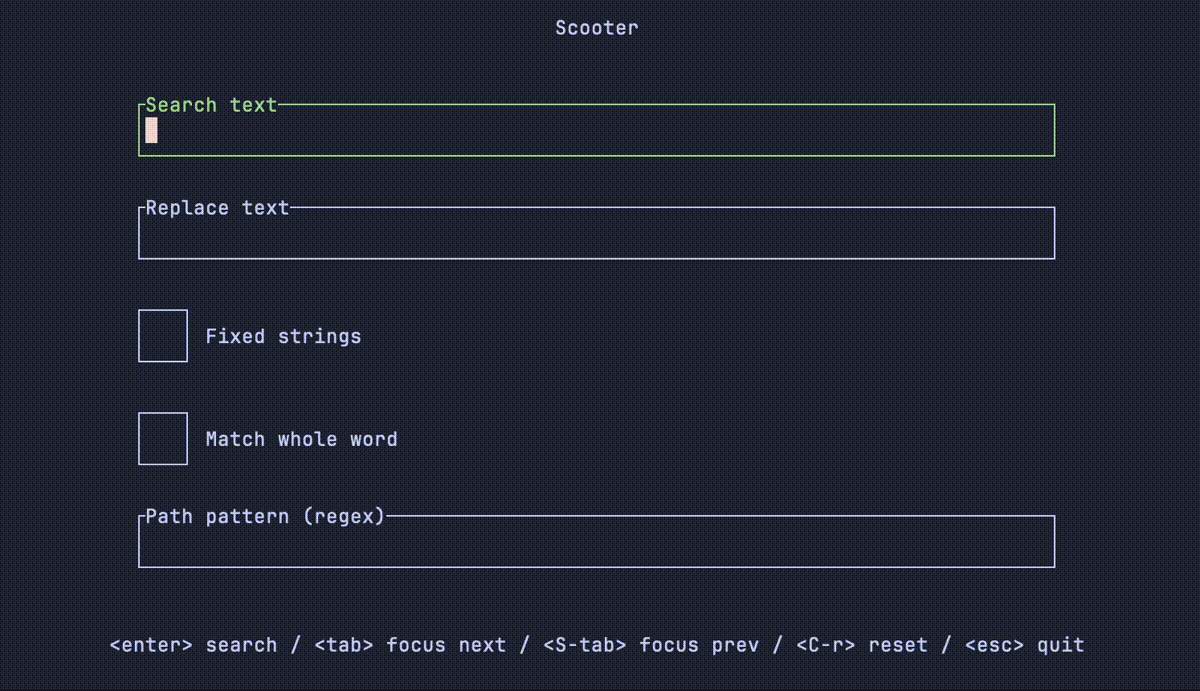 Scooter
Search text
Replace text
Fixed strings
Match whole word
Path pattern (regex)
<enter> search / <tab> focus next / <S-tab> focus prev / <C-r> reset / <esc> quit